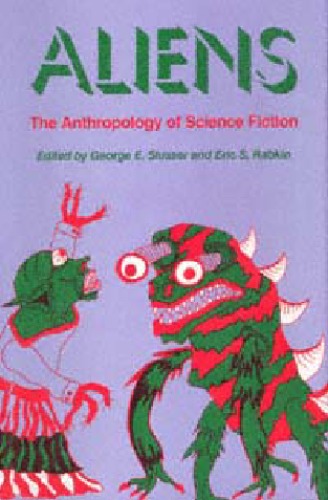 ALIENS
The Anthropology of Science Fiction
Edited by George E. Slusser and Eric S. Rabkin